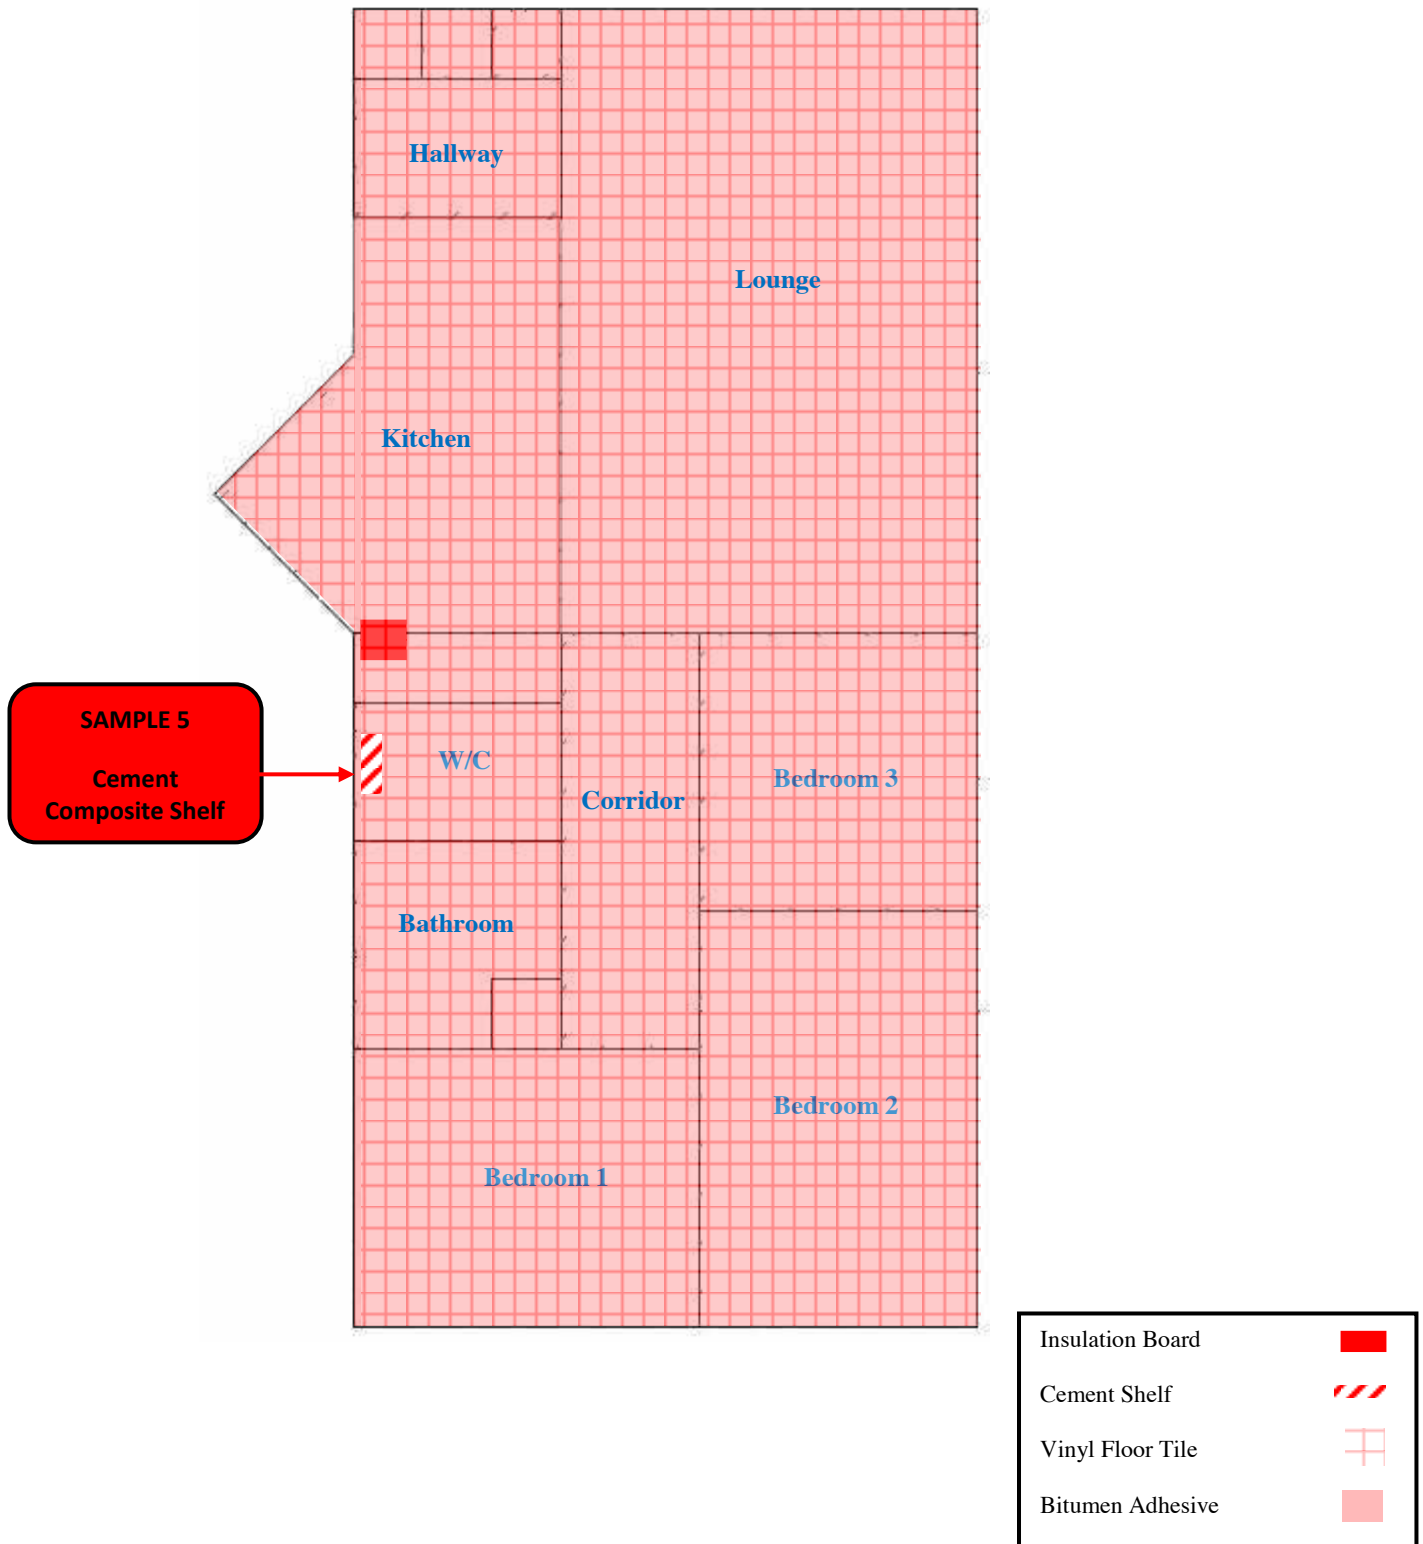 Hallway
Lounge
Kitchen
SAMPLE 5
Cement
Composite Shelf
W/C
Corridor
Bedroom 3
Bathroom
Bedroom 2
Bedroom 1
Insulation Board
Cement Shelf
Vinyl Floor Tile
Bitumen Adhesive